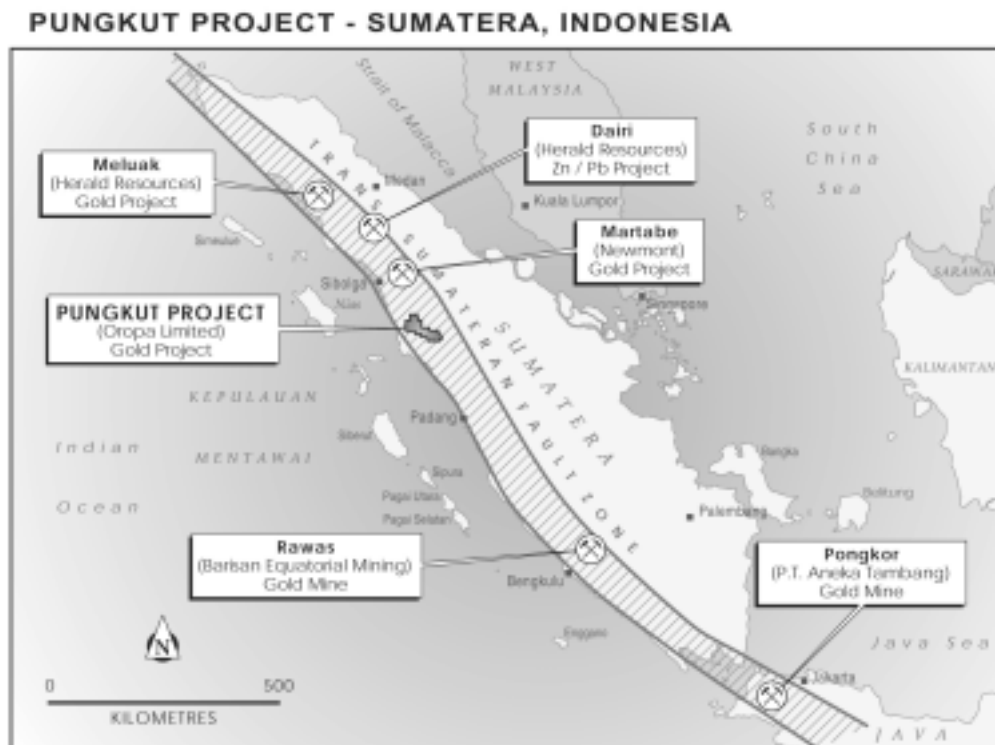 PUNGKUT PROJECT - SUMATERA, INDONESIA
WEST
MALAYSIA
Strait of Malacca
South
China
Sea
Dairi
(Herald Resources)
Zn / Pb Project
Meluak
(Herald Resources)
Gold Project
Medan
Kuala Lumpor
Simeulue
Martabe
(Newmont)
Gold Project
SARAWAK
Sibolga
Nias
Singapore
PUNGKUT PROJECT
(Oropa Limited)
Gold Project
TRANS SUMATERAN FAULT ZONE
SUMATERA
KALIMANTAN
KEPULAUAN
MENTAWAI
Padang
Indian
Ocean
Siberut
Sipura
Pagai Utara
Pagai Selatan
Bangka
Belitung
Palembang
Rawas
(Barisan Equatorial Mining)
Gold Mine
Bengkulu
Pongkor
(P.T. Aneka Tambang)
Gold Mine
Enggano
Java Sea
N
Jakarta
0 500
KILOMETRES
JAVA